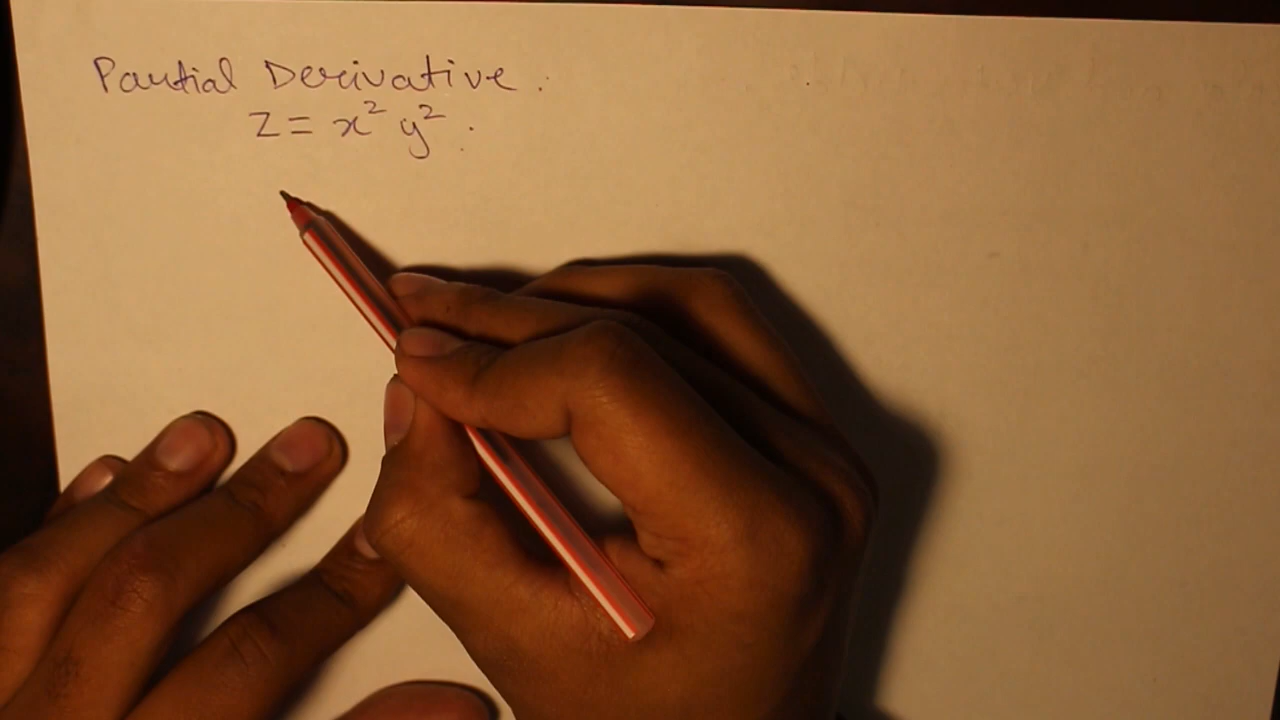 Partial Derivative.
z = x² y².